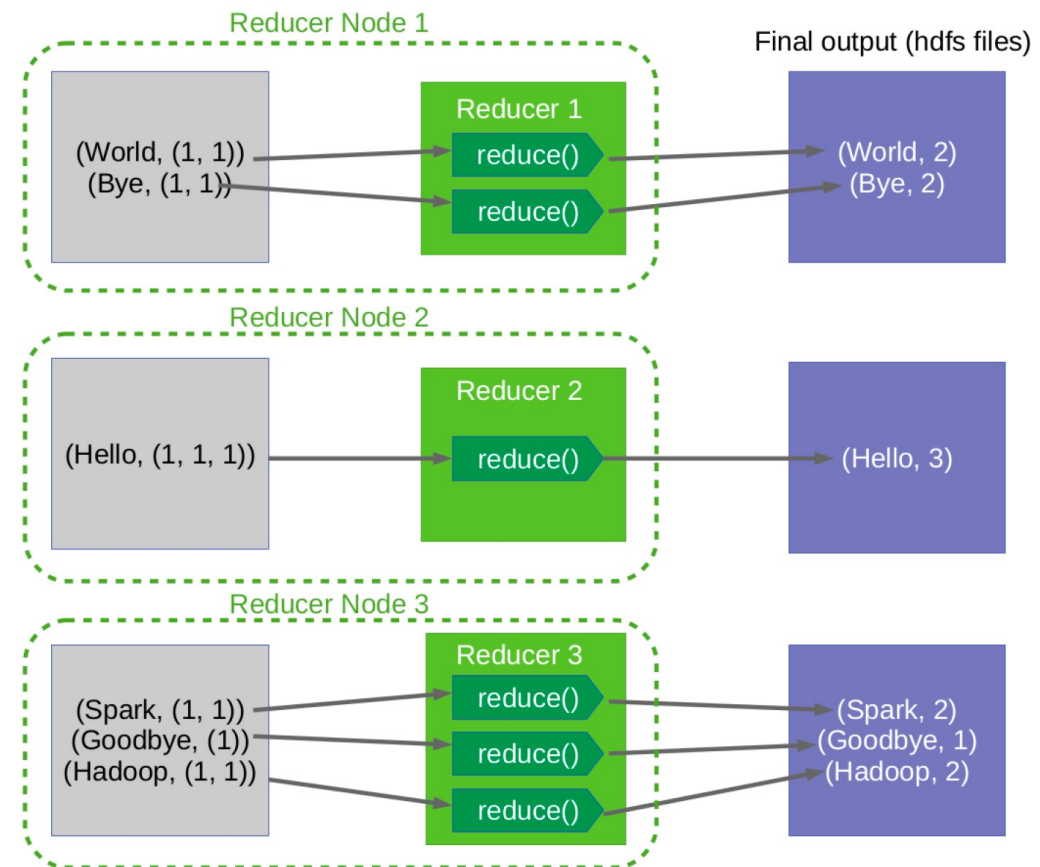 Reducer Node 1
Final output (hdfs files)
(World, (1, 1))
(Bye, (1, 1))
Reducer 1
reduce()
reduce()
(World, 2)
(Bye, 2)
Reducer Node 2
(Hello, (1, 1, 1))
Reducer 2
reduce()
(Hello, 3)
Reducer Node 3
(Spark, (1, 1))
(Goodbye, (1))
(Hadoop, (1, 1))
Reducer 3
reduce()
reduce()
reduce()
(Spark, 2)
(Goodbye, 1)
(Hadoop, 2)